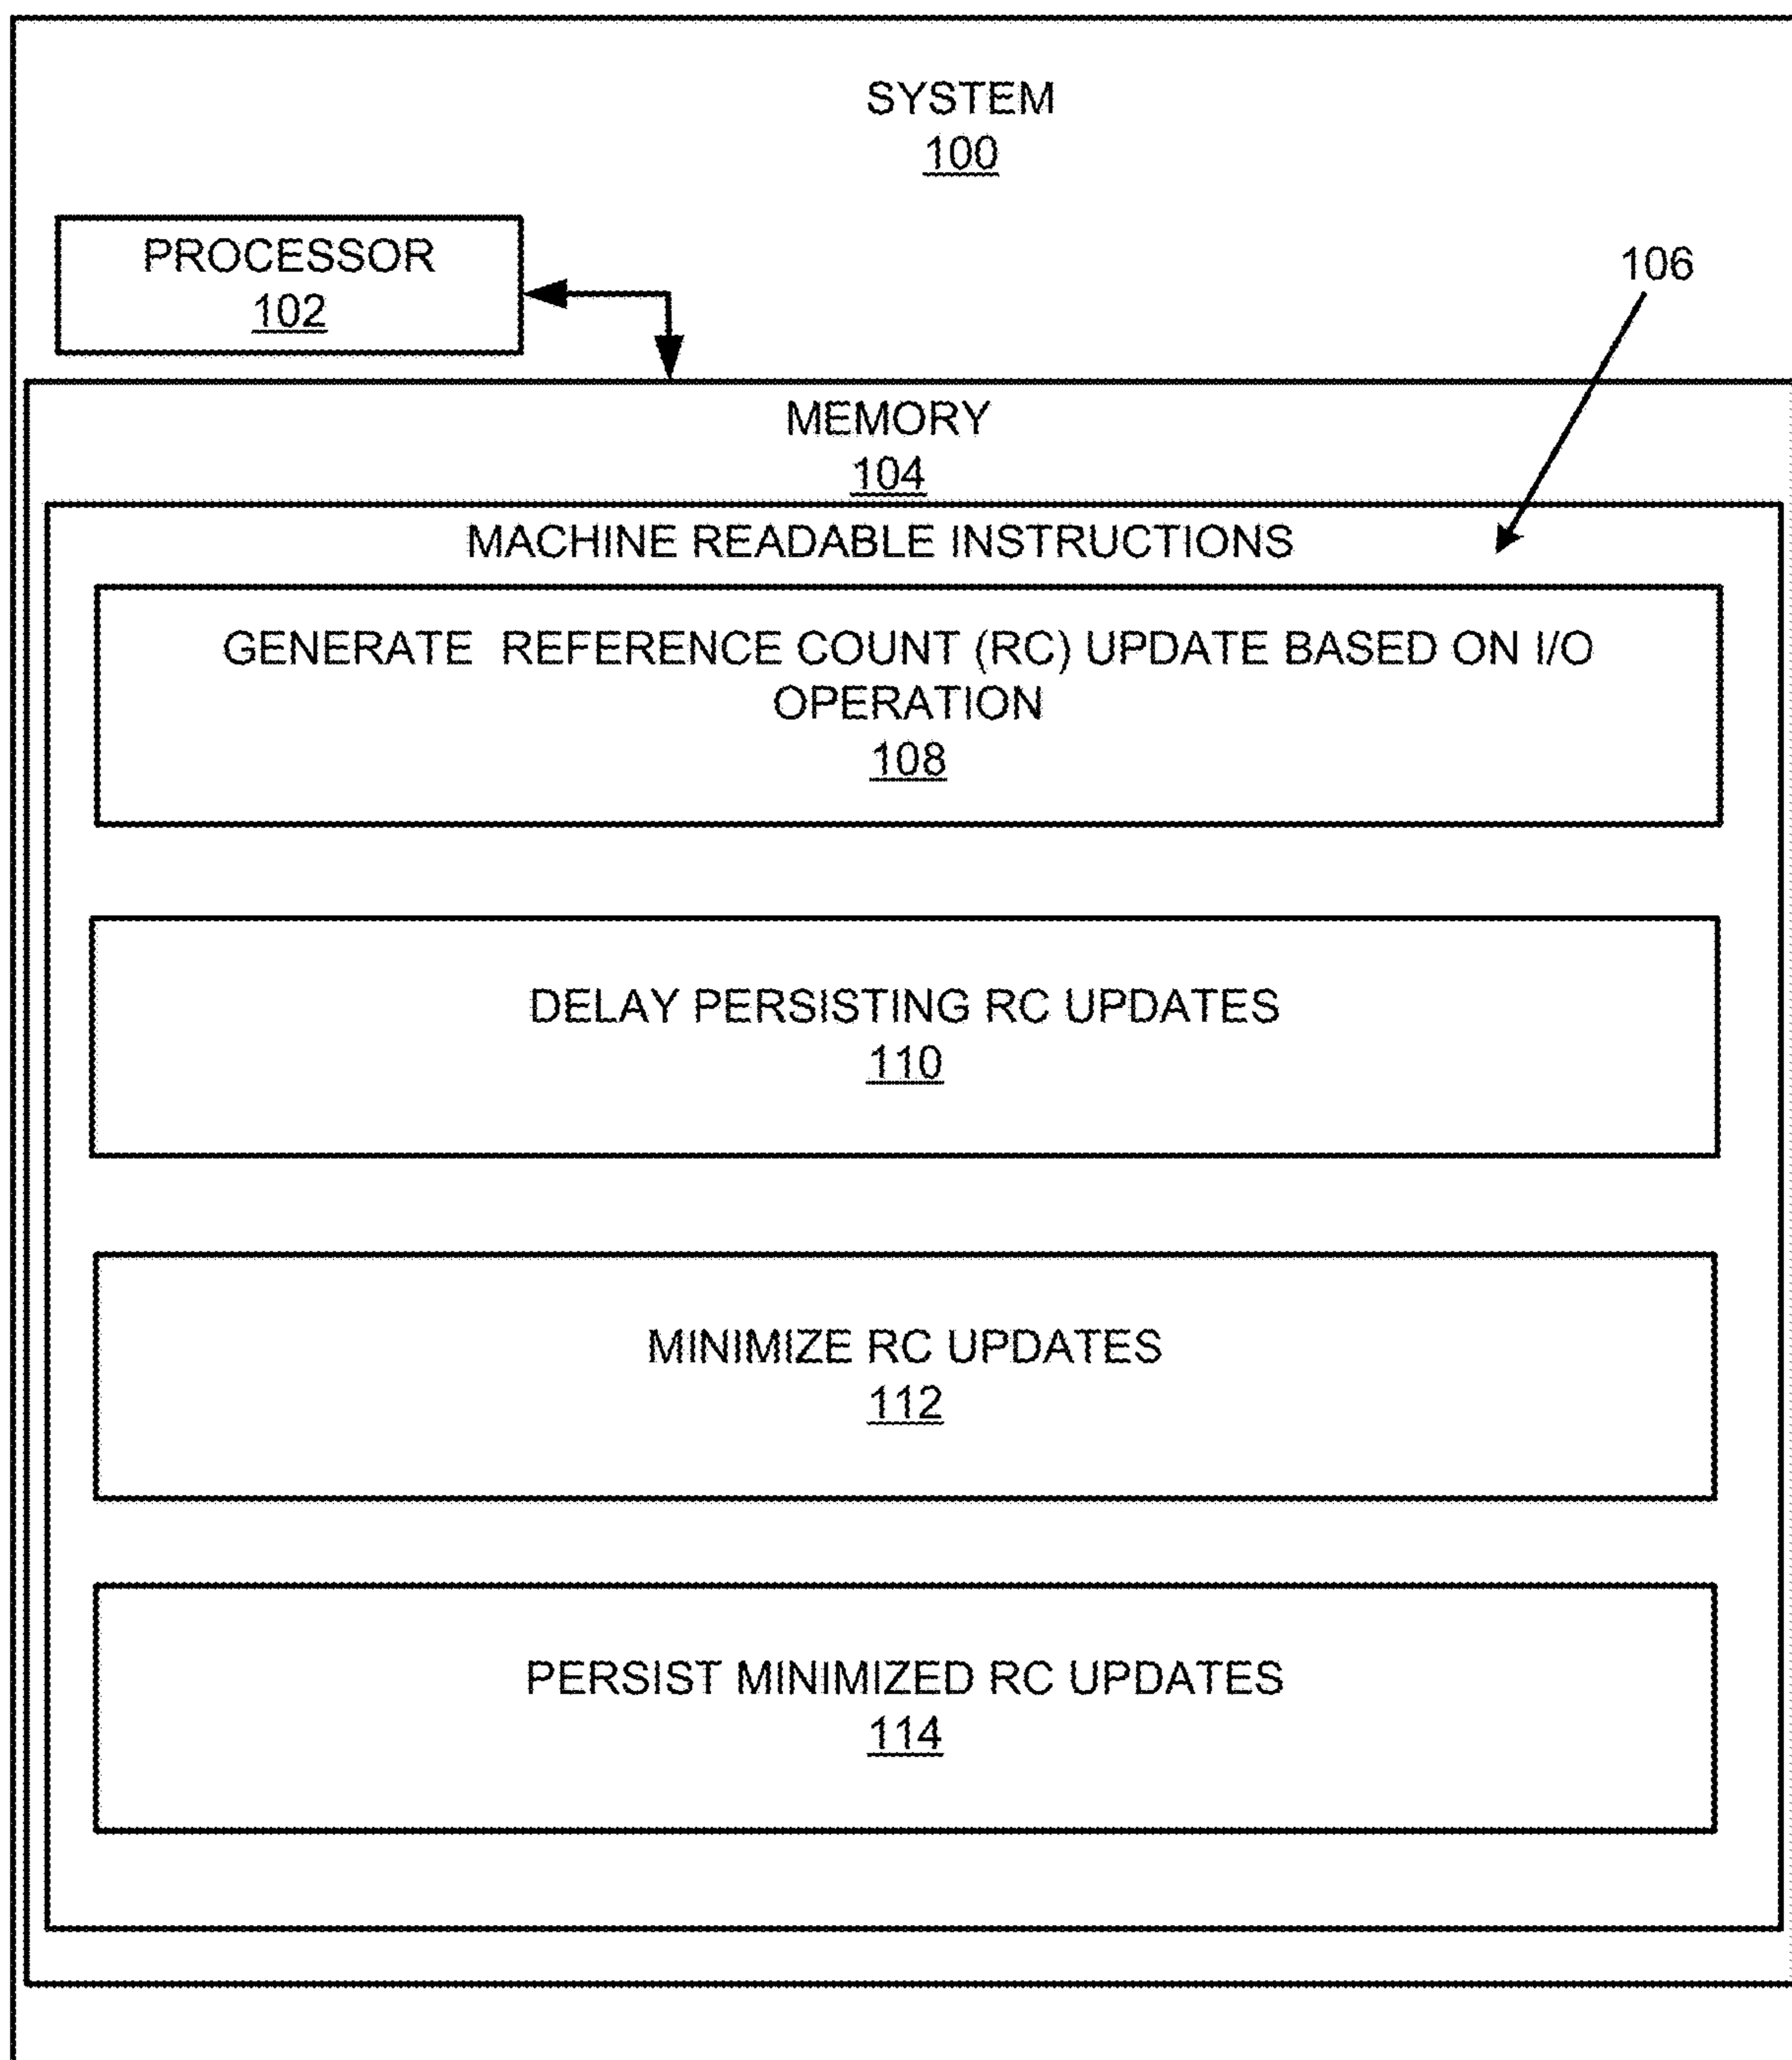 SYSTEM
100
PROCESSOR
102
106
MEMORY
104
MACHINE READABLE INSTRUCTIONS
GENERATE REFERENCE COUNT (RC) UPDATE BASED ON I/O
OPERATION
108
DELAY PERSISTING RC UPDATES
110
MINIMIZE RC UPDATES
112
PERSIST MINIMIZED RC UPDATES
114